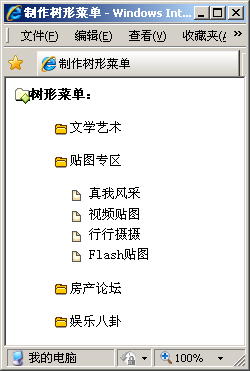 制作树形菜单 - Windows Int...
文件(F) 编辑(E) 查看(V) 收藏夹(A
制作树形菜单
树形菜单：
文学艺术
贴图专区
真我风采
视频贴图
行行摄摄
Flash贴图
房产论坛
娱乐八卦
我的电脑 100%